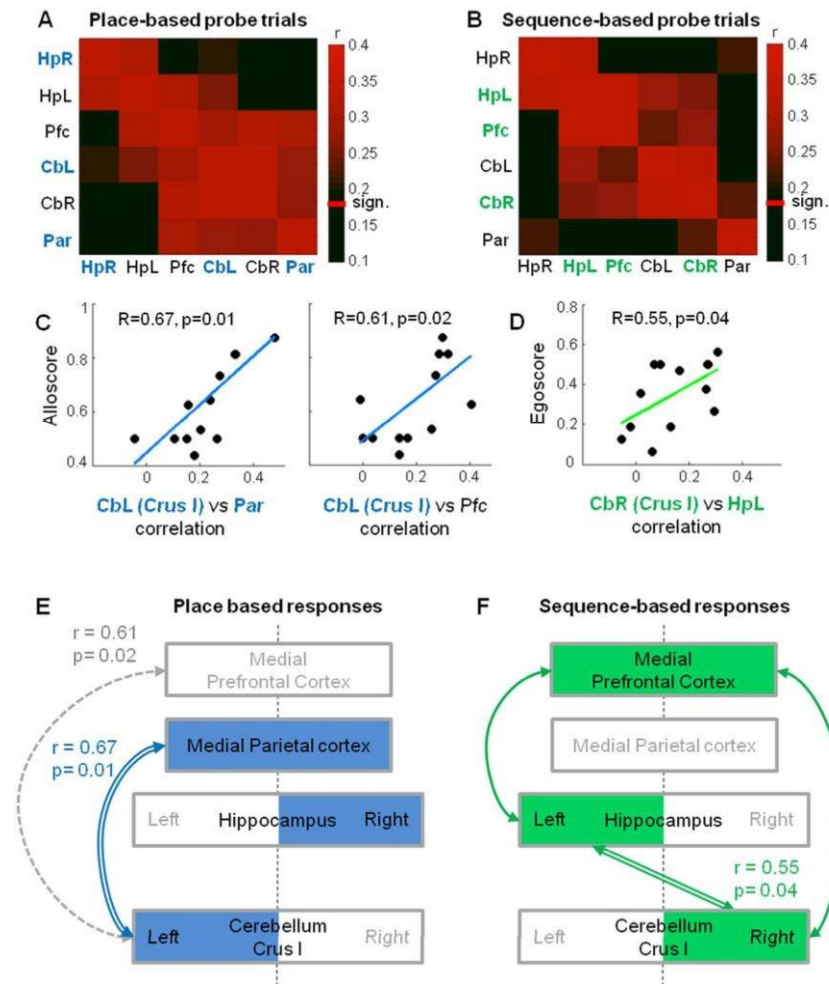 A Place-based probe trials
B Sequence-based probe trials
r
r
HpR
HpL
Pfc
CbL
CbR
Par
0.4
0.35
0.3
0.25
0.2
sign.
0.15
0.1
HpR HpL Pfc CbL CbR Par
HpR
HpL
Pfc
CbL
CbR
Par
0.4
0.35
0.3
0.25
0.2
sign.
0.15
0.1
HpR HpL Pfc CbL CbR Par
C
R=0.67, p=0.01
Alloscore
1
0.8
0.6
0.4
0 0.2 0.4
CbL (Crus I) vs Par
correlation
R=0.61, p=0.02
0 0.2 0.4
CbL (Crus I) vs Pfc
correlation
D
R=0.55, p=0.04
Egoscore
0.8
0.6
0.4
0.2
0
0 0.2 0.4
CbR (Crus I) vs HpL
correlation
E Place based responses
r = 0.61
p= 0.02
Medial
Prefrontal Cortex
r = 0.67
p= 0.01
Medial Parietal cortex
Left Hippocampus Right
Left Cerebellum Right
Crus I
F Sequence-based responses
Medial
Prefrontal Cortex
Medial Parietal cortex
Left Hippocampus Right
r = 0.55
p= 0.04
Left Cerebellum Right
Crus I